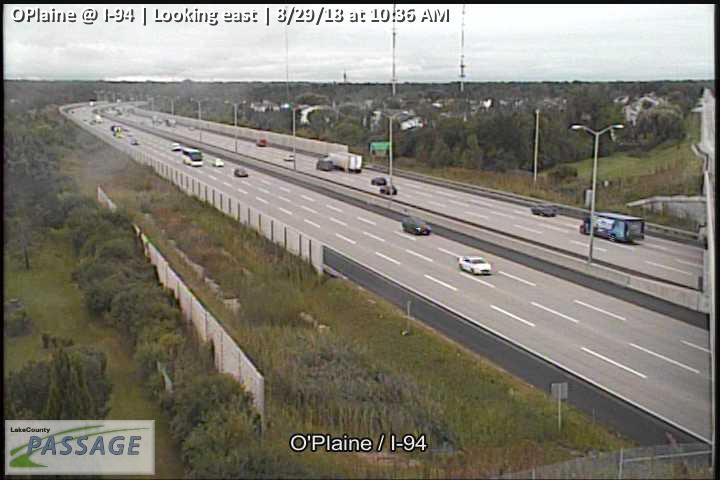 OPlaine @ I-94 | Looking east | 8/29/18 at 10:36 AM
O'Plaine / I-94
LakeCounty
PASSAGE